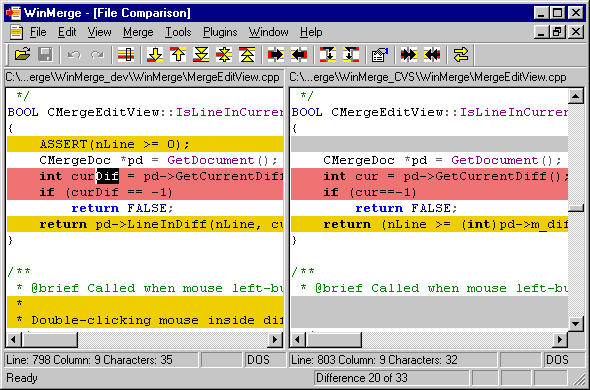 WinMerge - [File Comparison]
File Edit View Merge Tools Plugins Window Help
C:\...erge\WinMerge_dev\WinMerge\MergeEditView.cpp
*/
BOOL CMergeEditView::IsLineInCurren
{
ASSERT(nLine >= 0);
CMergeDoc *pd = GetDocument();
int curDif = pd->GetCurrentDiff
if (curDif == -1)
return FALSE;
return pd->LineInDiff(nLine, cu
}
/**
* @brief Called when mouse left-bu
*
* Double-clicking mouse inside dif
Line: 798 Column: 9 Characters: 35
DOS
C:\...erge\WinMerge_CVS\WinMerge\MergeEditView.cpp
*/
BOOL CMergeEditView::IsLineInCurren
{
CMergeDoc *pd = GetDocument();
int cur = pd->GetCurrentDiff();
if (cur==-1)
return FALSE;
return (nLine >= (int)pd->m_dif
}
/**
* @brief Called when mouse left-bu
Line: 803 Column: 9 Characters: 32
DOS
Ready
Difference 20 of 33